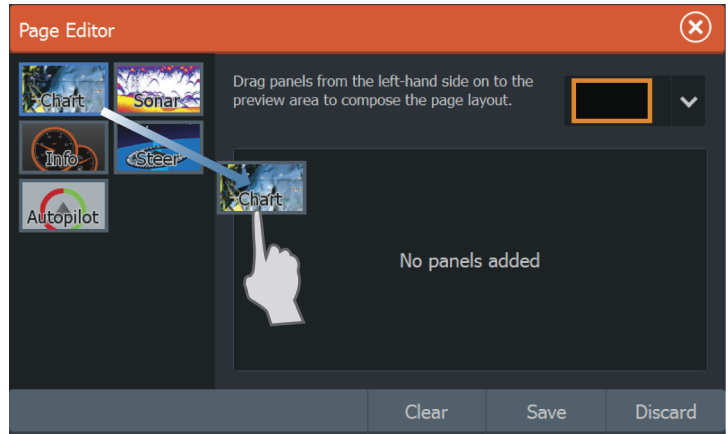 Page Editor
Chart
Sonar
Info
Steer
Autopilot
Drag panels from the left-hand side on to the
preview area to compose the page layout.
Chart
No panels added
Clear
Save
Discard